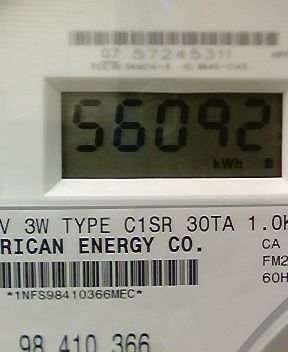 07 57245311
56092
kWh
V 3W TYPE C1SR 30TA 1.0K
RICAN ENERGY CO.
CA
FM2
60H
*1NFS98410366MEC*
98 410 366